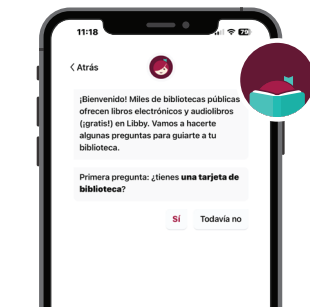 11:18
Atrás
¡Bienvenido! Miles de bibliotecas públicas
ofrecen libros electrónicos y audiolibros
(¡gratis!) en Libby. Vamos a hacerte
algunas preguntas para guiarte a tu
biblioteca.
Primera pregunta: ¿tienes una tarjeta de
biblioteca?
Sí Todavía no